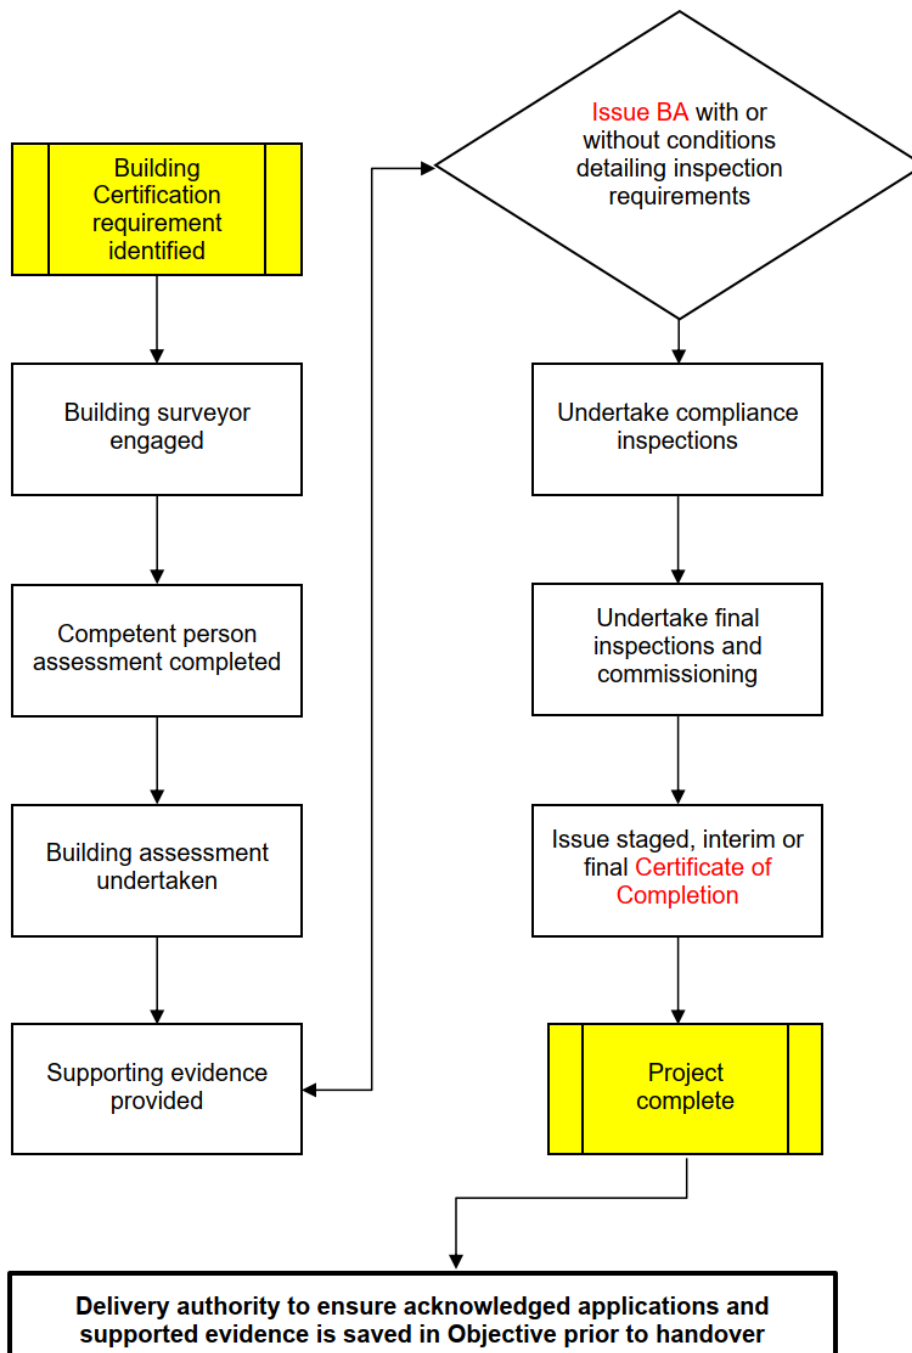 Building
Certification
requirement
identified
Building surveyor
engaged
Competent person
assessment completed
Building assessment
undertaken
Supporting evidence
provided
Issue BA with or
without conditions
detailing inspection
requirements
Undertake compliance
inspections
Undertake final
inspections and
commissioning
Issue staged, interim or
final Certificate of
Completion
Project
complete
Delivery authority to ensure acknowledged applications and
supported evidence is saved in Objective prior to handover